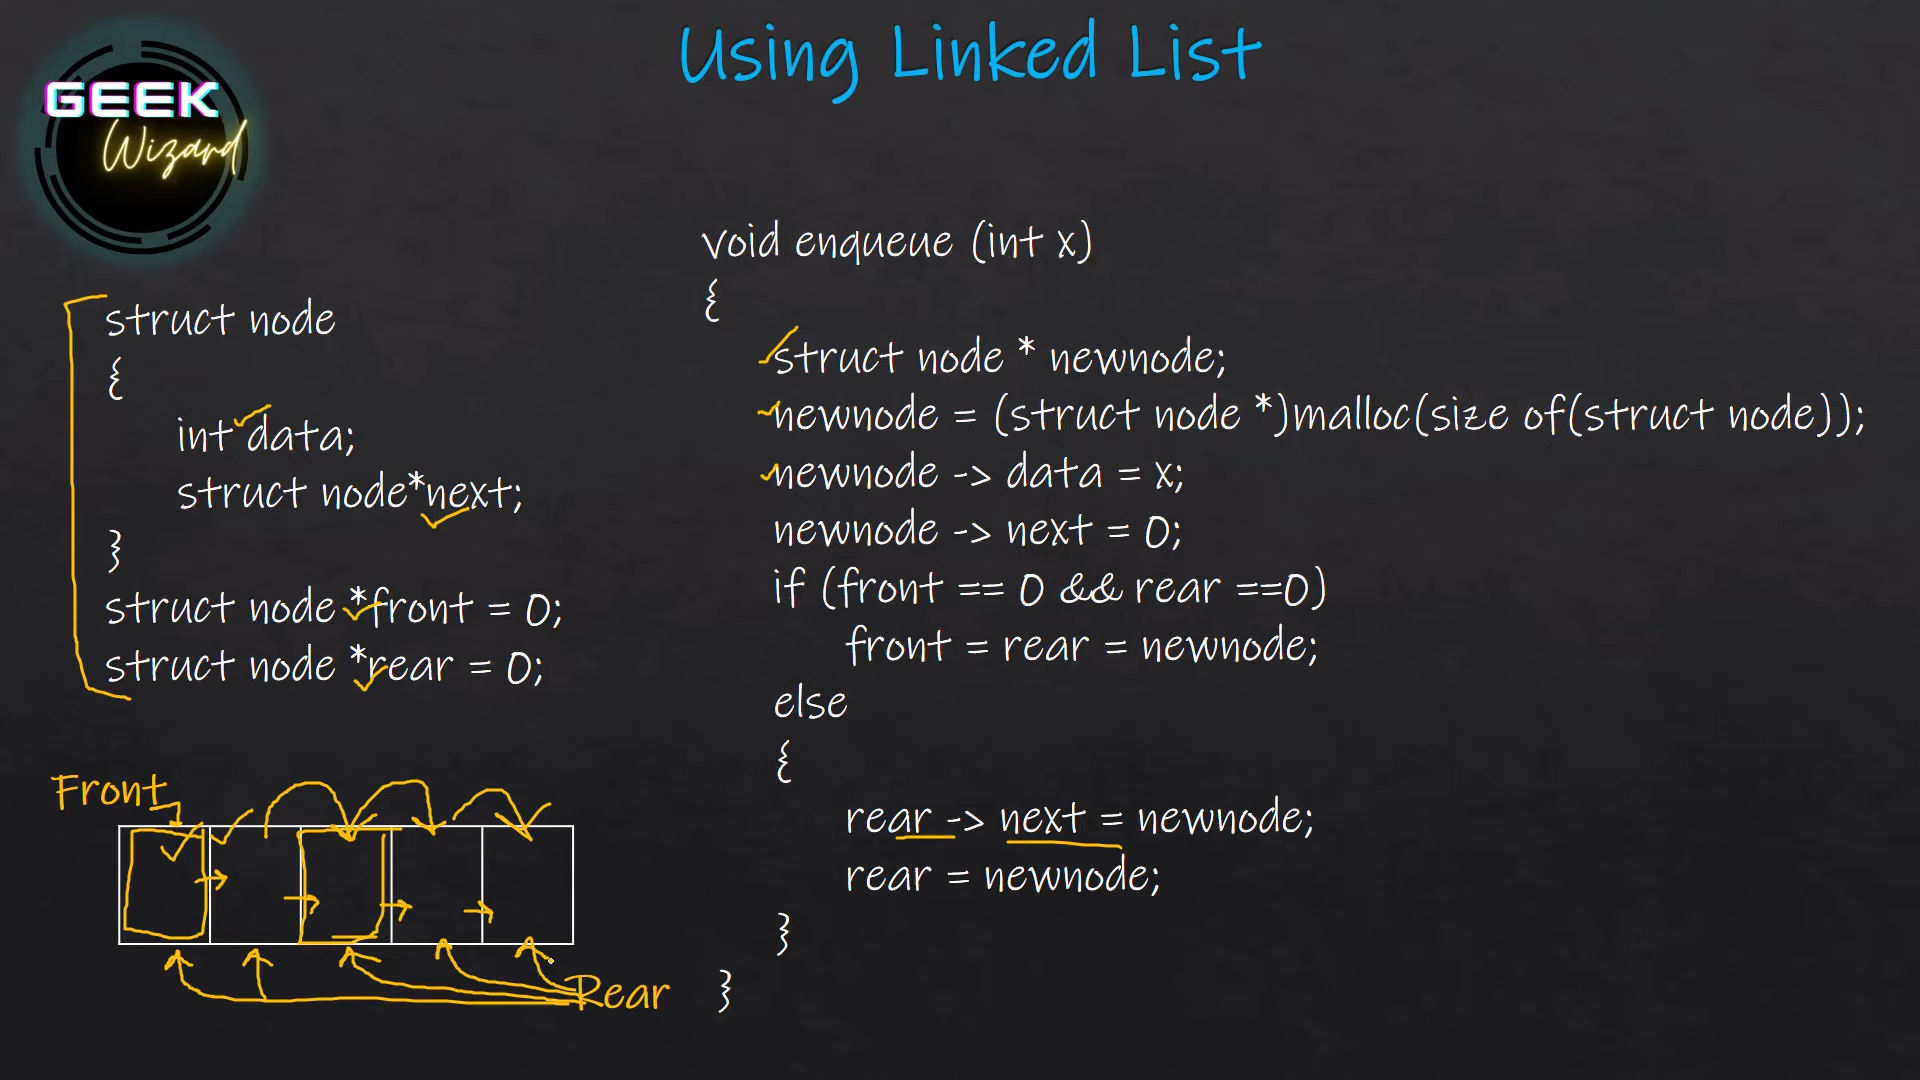 Using Linked List
GEEK
Wizard
struct node
{
int data;
struct node*next;
}
struct node *front = 0;
struct node *rear = 0;
Front
Rear
void enqueue (int x)
{
struct node * newnode;
newnode = (struct node *)malloc(size of(struct node));
newnode -> data = x;
newnode -> next = 0;
if (front == 0 && rear ==0)
front = rear = newnode;
else
{
rear -> next = newnode;
rear = newnode;
}
}